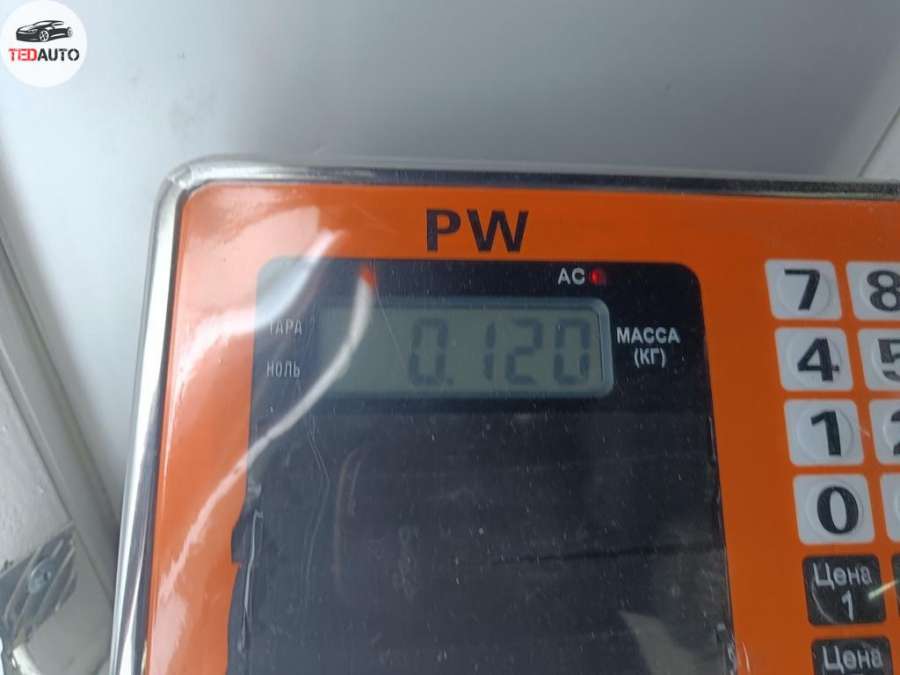 TEDAUTO
PW
AC
ТАРА
НОЛЬ
0.120
МАССА
(КГ)
7 8
4 5
1 2
0
Цена
1
Цена